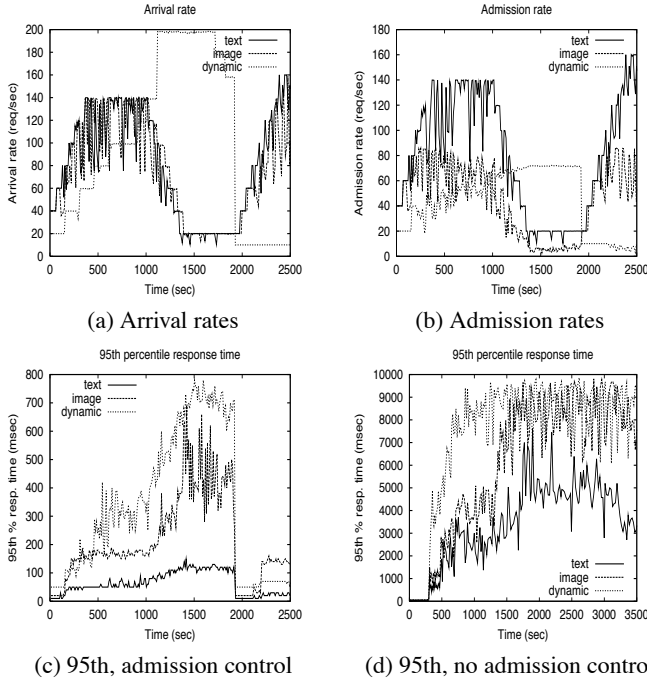 Arrival rate
Arrival rate (req/sec)
200
180
160
140
120
100
80
60
40
20
0
text
image
dynamic
0 500 1000 1500 2000 2500
Time (sec)
(a) Arrival rates
Admission rate
Admission rate (req/sec)
180
160
140
120
100
80
60
40
20
0
text
image
dynamic
0 500 1000 1500 2000 2500
Time (sec)
(b) Admission rates
95th percentile response time
95th % resp. time (msec)
800
700
600
500
400
300
200
100
0
text
image
dynamic
0 500 1000 1500 2000 2500
Time (sec)
(c) 95th, admission control
95th percentile response time
95th % resp. time (msec)
10000
9000
8000
7000
6000
5000
4000
3000
2000
1000
0
text
image
dynamic
0 500 1000 1500 2000 2500 3000 3500
Time (sec)
(d) 95th, no admission contro